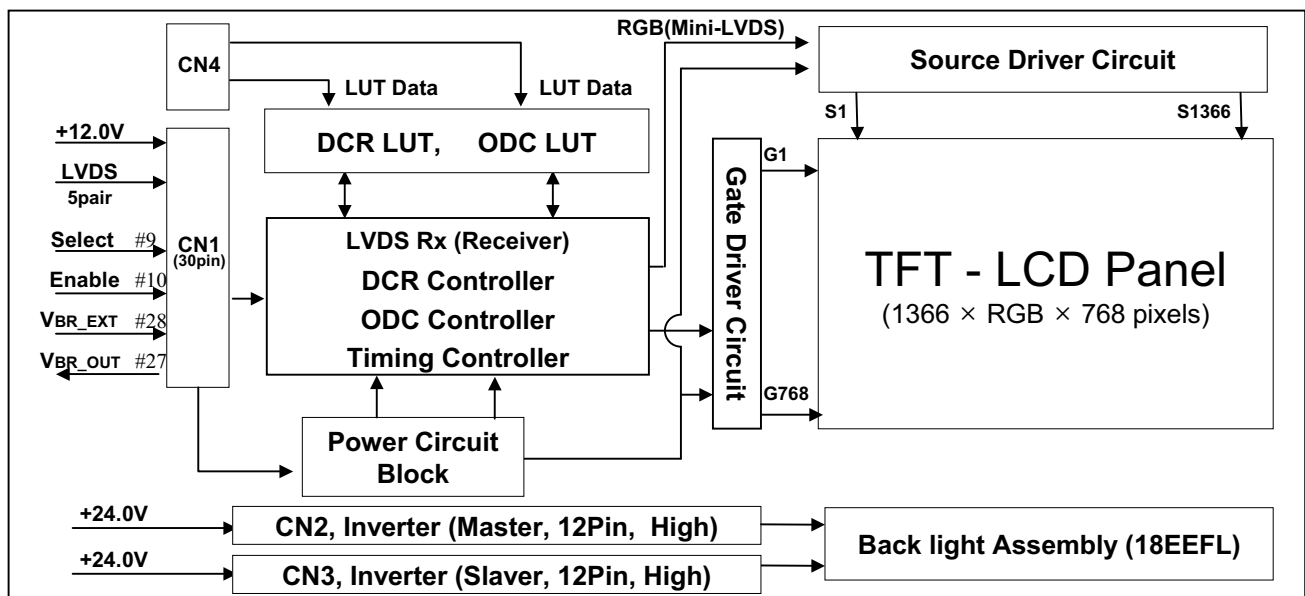 RGB(Mini-LVDS)
CN4
Source Driver Circuit
LUT Data
LUT Data
S1
S1366
+12.0V
DCR LUT, ODC LUT
LVDS
5pair
G1
CN1
(30pin)
Select #9
Enable #10
VBR_EXT #28
VBR_OUT #27
LVDS Rx (Receiver)
DCR Controller
ODC Controller
Timing Controller
Gate Driver Circuit
TFT - LCD Panel
(1366 × RGB × 768 pixels)
G768
Power Circuit
Block
+24.0V
CN2, Inverter (Master, 12Pin, High)
+24.0V
CN3, Inverter (Slaver, 12Pin, High)
Back light Assembly (18EEFL)